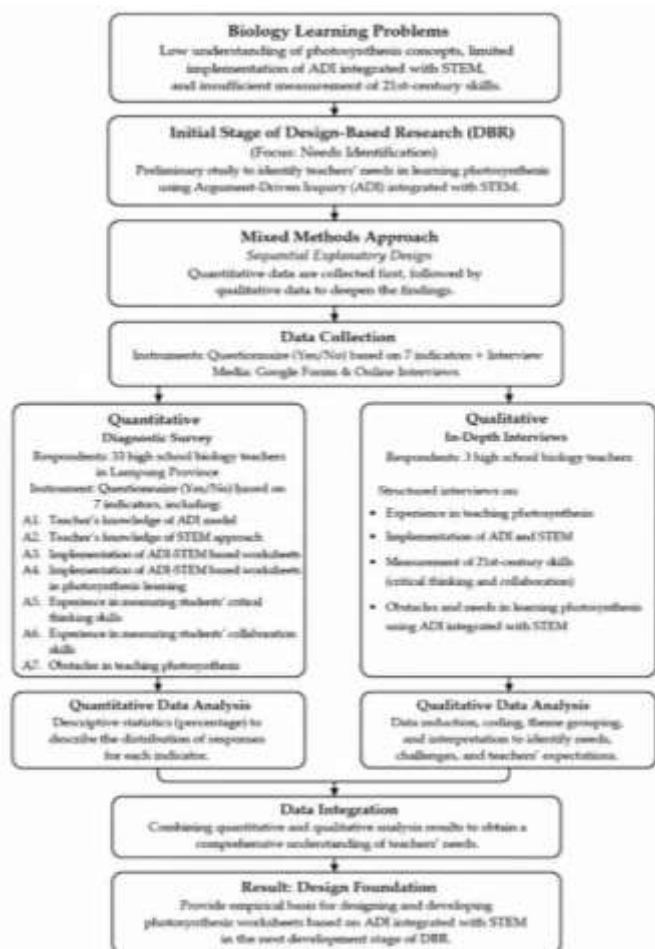 Biology Learning Problems
Low understanding of photosynthesis concepts, limited
implementation of ADI integrated with STEM,
and insufficient measurement of 21st-century skills.
Initial Stage of Design-Based Research (DBR)
(Focus: Needs Identification)
Preliminary study to identify teachers' needs in learning photosynthesis
using Argument-Driven Inquiry (ADI) integrated with STEM.
Mixed Methods Approach
Sequential Explanatory Design
Quantitative data are collected first, followed by
qualitative data to deepen the findings.
Data Collection
Instruments: Questionnaire (Yes/No) based on 7 indicators + Interview
Media: Google Forms & Online Interviews
Quantitative
Diagnostic Survey
Respondents: high school biology teachers
in Lampung Province
Instrument: Questionnaire (Yes/No) based on
7 indicators, including:
A1. Teacher's knowledge of ADI model
A2. Teacher's knowledge of STEM approach
A3. Implementation of ADI-STEM based worksheets
A4. Implementation of ADI-STEM based worksheets
in photosynthesis learning
A5. Experience in measuring students' critical
thinking skills
A6. Experience in measuring students' collaboration
skills
A7. Obstacles in teaching photosynthesis
Qualitative
In-Depth Interviews
Respondents: 3 high school biology teachers
Structured interviews on:
• Experience in teaching photosynthesis
• Implementation of ADI and STEM
• Measurement of 21st-century skills
(critical thinking and collaboration)
• Obstacles and needs in learning photosynthesis
using ADI integrated with STEM
Quantitative Data Analysis
Descriptive statistics (percentage) to
describe the distribution of responses
for each indicator.
Qualitative Data Analysis
Data reduction, coding, theme grouping,
and interpretation to identify needs,
challenges, and teachers' expectations.
Data Integration
Combining quantitative and qualitative analysis results to obtain a
comprehensive understanding of teachers' needs.
Result: Design Foundation
Provide empirical basis for designing and developing
photosynthesis worksheets based on ADI integrated with STEM
in the next development stage of DBR.